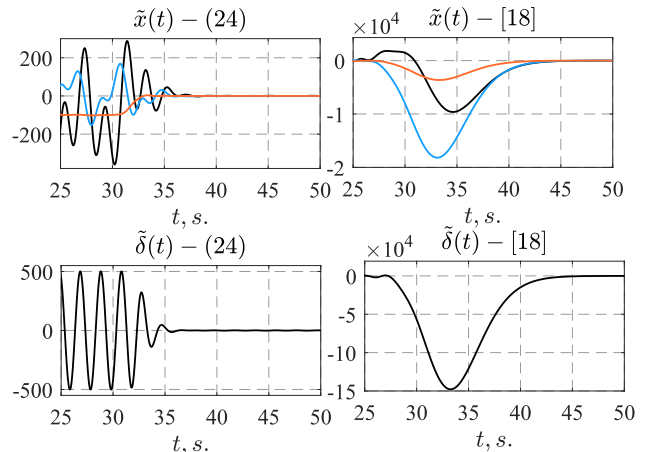 x̃(t) − (24)
200
0
-200
25 30 35 40 45 50
t, s.
x̃(t) − [18]
×10⁴
0
-1
-2
25 30 35 40 45 50
t, s.
δ̃(t) − (24)
500
0
-500
25 30 35 40 45 50
t, s.
δ̃(t) − [18]
×10⁴
0
-5
-10
-15
25 30 35 40 45 50
t, s.